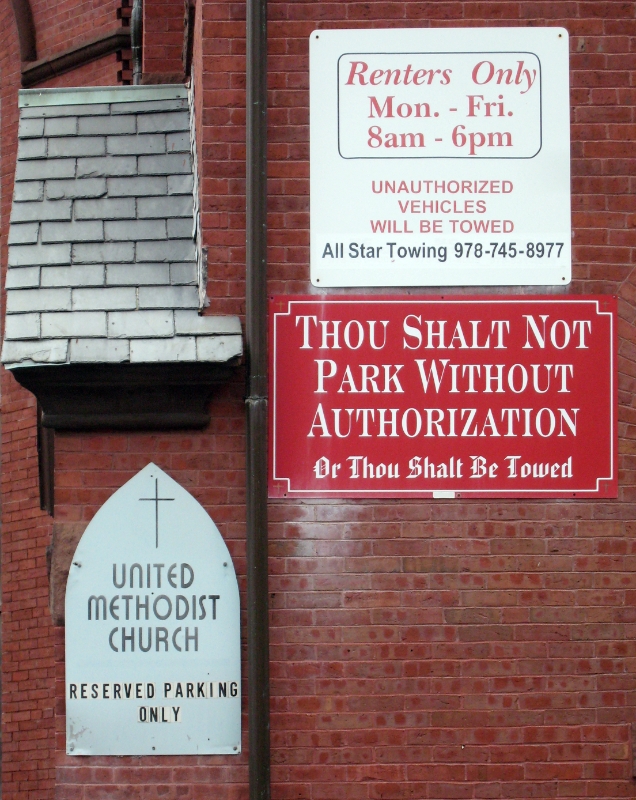 Renters Only
Mon. - Fri.
8am - 6pm
UNAUTHORIZED
VEHICLES
WILL BE TOWED
All Star Towing 978-745-8977
THOU SHALT NOT
PARK WITHOUT
AUTHORIZATION
Or Thou Shalt Be Towed
UNITED
METHODIST
CHURCH
RESERVED PARKING
ONLY